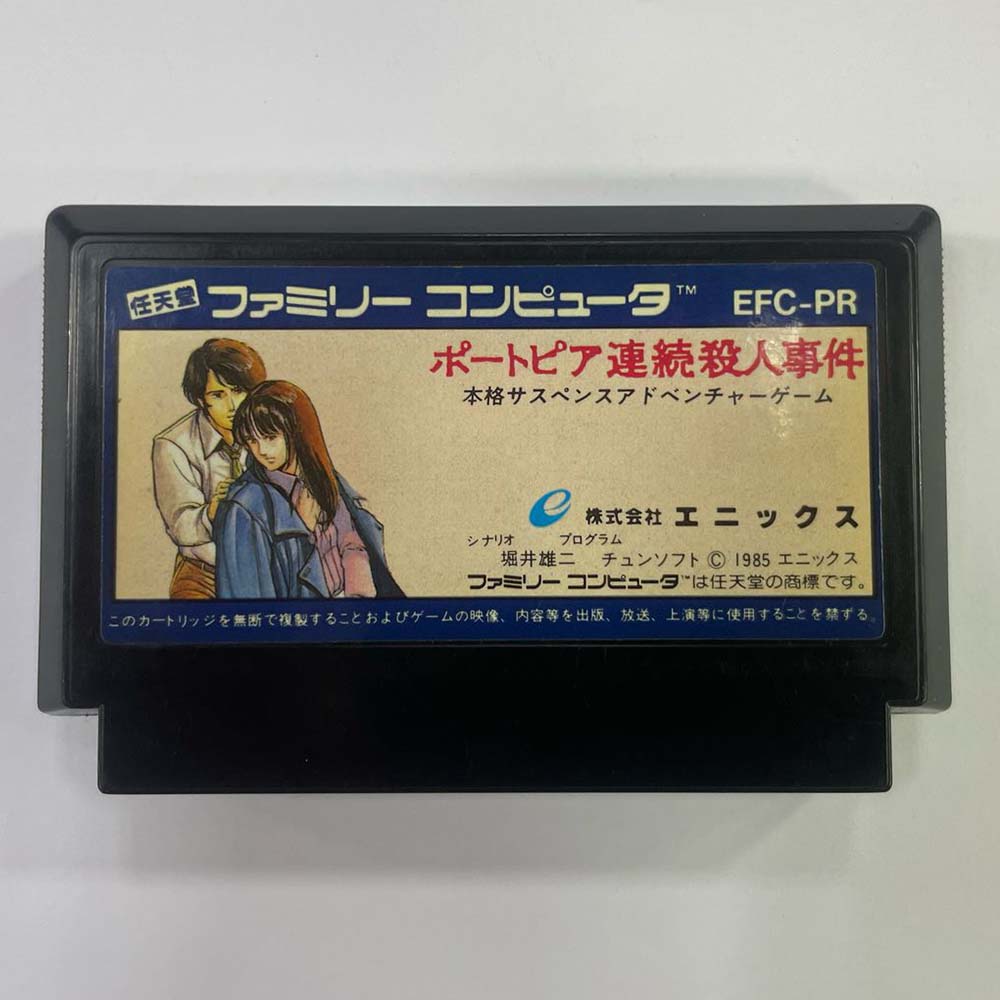 任天堂 ファミリー コンピュータ™ EFC-PR
ポートピア連続殺人事件
本格サスペンスアドベンチャーゲーム
e 株式会社 エニックス
シナリオ プログラム
堀井雄二 チュンソフト © 1985 エニックス
ファミリー コンピュータ™は任天堂の商標です。
このカートリッジを無断で複製することおよびゲームの映像、内容等を出版、放送、上演等に使用することを禁ずる。